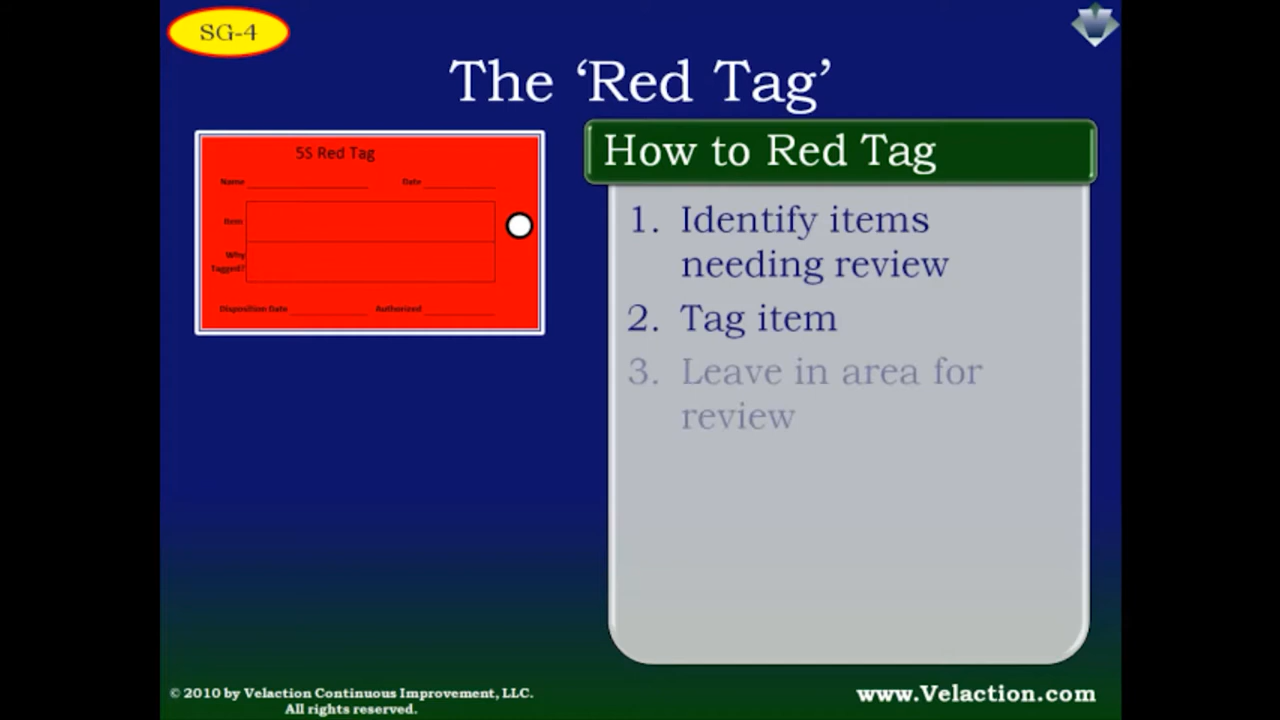 SG-4
The ‘Red Tag’
5S Red Tag
Name
Date
Item
Why
Tagged?
Disposition Date
Authorized
How to Red Tag
1. Identify items
needing review
2. Tag item
3. Leave in area for
review
© 2010 by Velaction Continuous Improvement, LLC.
All rights reserved.
www.Velaction.com